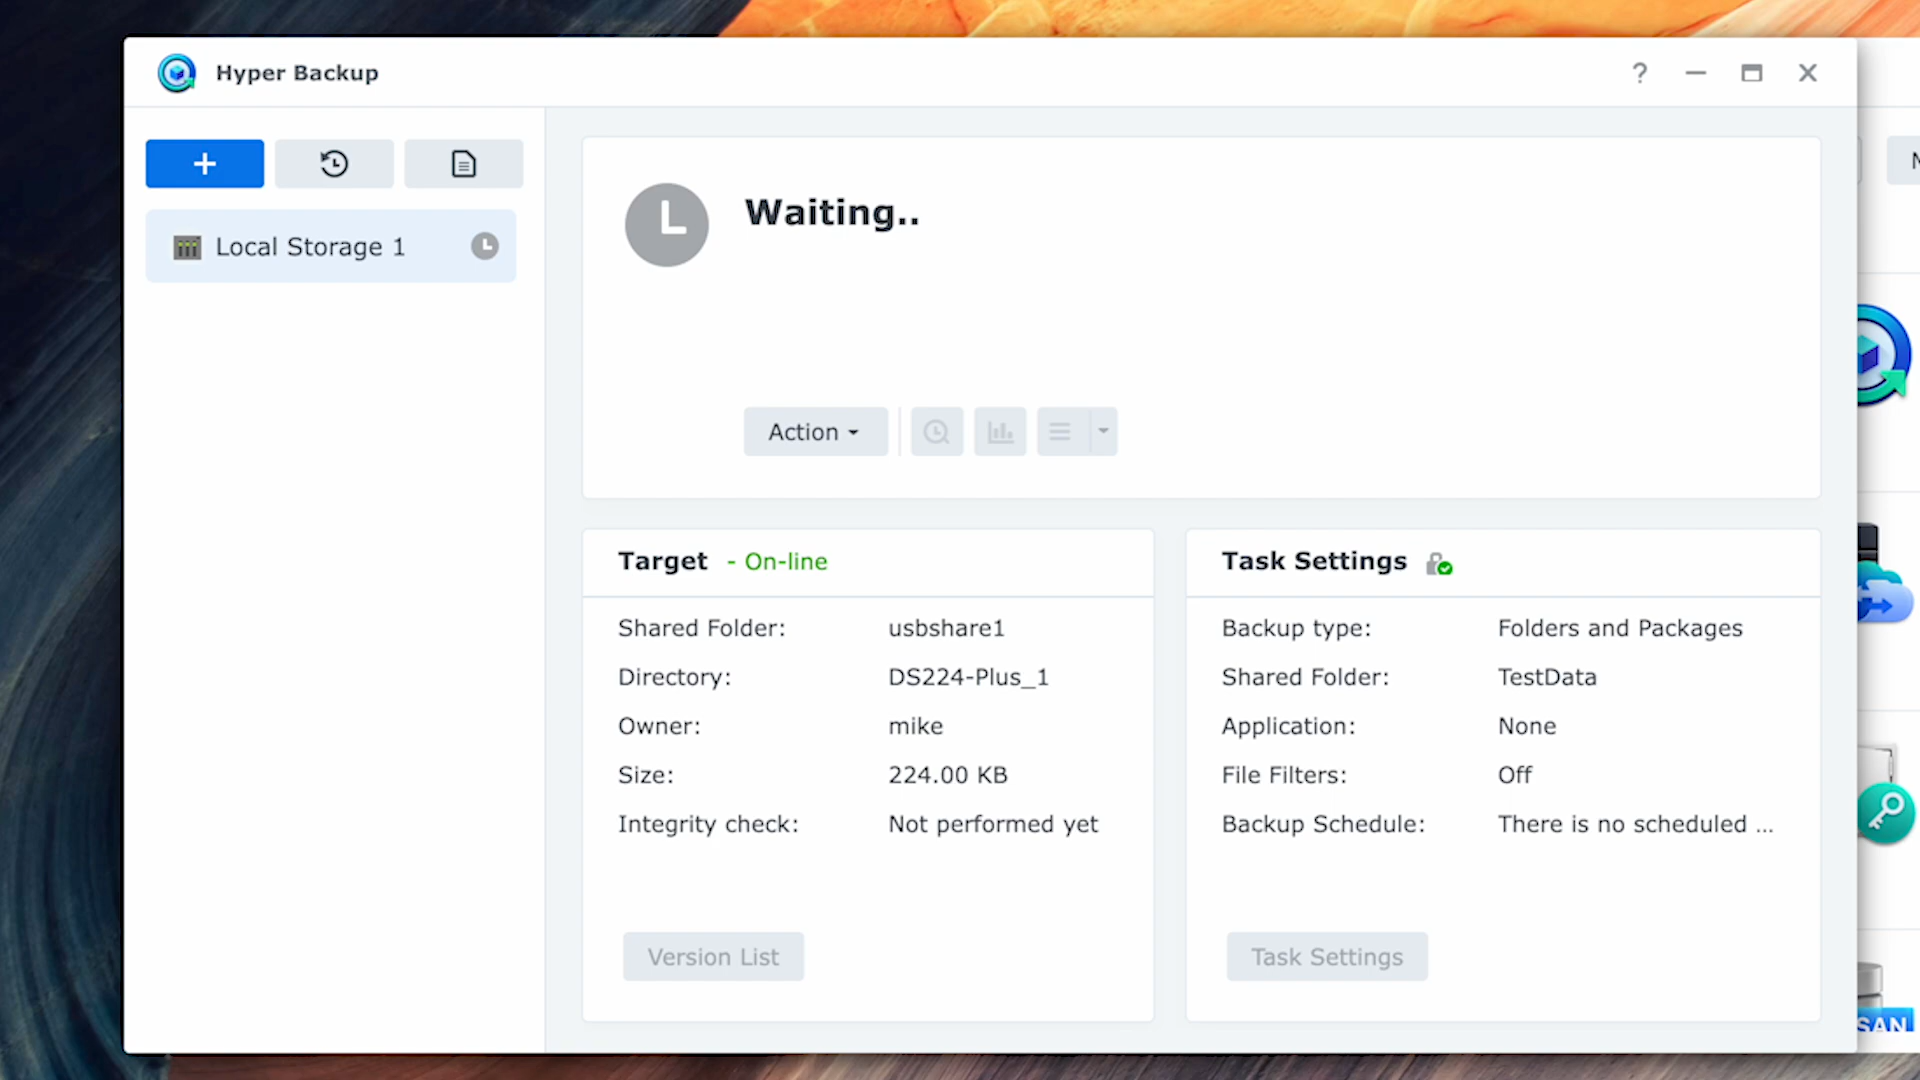 Hyper Backup
Local Storage 1
Waiting..
Action
Target - On-line
Shared Folder: usbshare1
Directory: DS224-Plus_1
Owner: mike
Size: 224.00 KB
Integrity check: Not performed yet
Version List
Task Settings
Backup type: Folders and Packages
Shared Folder: TestData
Application: None
File Filters: Off
Backup Schedule: There is no scheduled ...
Task Settings
SAN